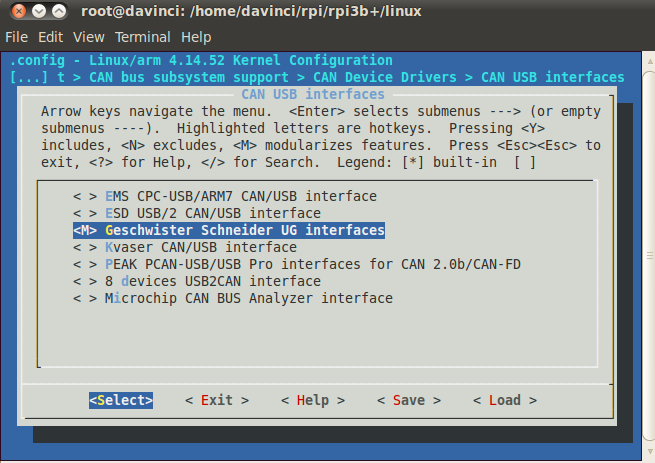 root@davinci: /home/davinci/rpi/rpi3b+/linux
File Edit View Terminal Help
.config - Linux/arm 4.14.52 Kernel Configuration
[...] t > CAN bus subsystem support > CAN Device Drivers > CAN USB interfaces
CAN USB interfaces
Arrow keys navigate the menu.  <Enter> selects submenus ---> (or empty
submenus ----).  Highlighted letters are hotkeys.  Pressing <Y>
includes, <N> excludes, <M> modularizes features.  Press <Esc><Esc> to
exit, <?> for Help, </> for Search.  Legend: [*] built-in  [ ]
< > EMS CPC-USB/ARM7 CAN/USB interface
< > ESD USB/2 CAN/USB interface
<M> Geschwister Schneider UG interfaces
< > Kvaser CAN/USB interface
< > PEAK PCAN-USB/USB Pro interfaces for CAN 2.0b/CAN-FD
< > 8 devices USB2CAN interface
< > Microchip CAN BUS Analyzer interface
<Select>    < Exit >    < Help >    < Save >    < Load >